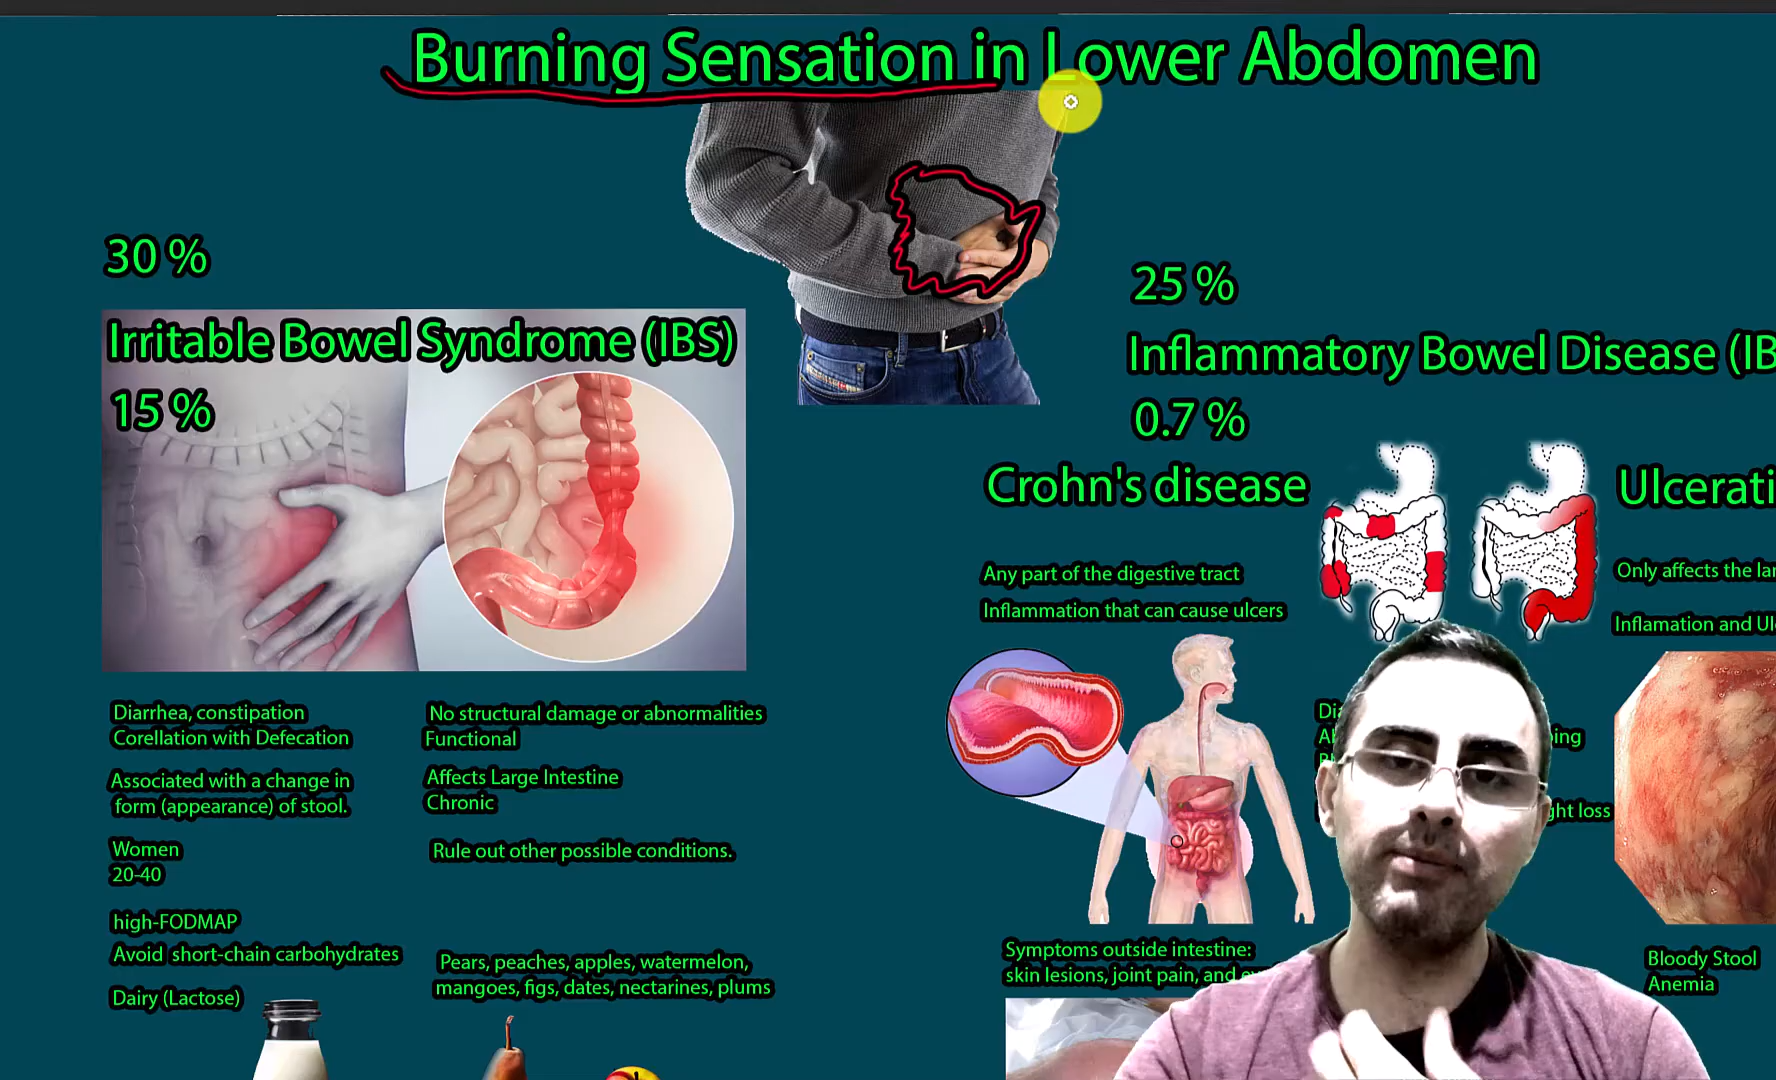 Burning Sensation in Lower Abdomen
30 %
Irritable Bowel Syndrome (IBS)
15 %
Diarrhea, constipation
Corellation with Defecation
Associated with a change in
form (appearance) of stool.
Women
20-40
high-FODMAP
Avoid short-chain carbohydrates
Dairy (Lactose)
No structural damage or abnormalities
Functional
Affects Large Intestine
Chronic
Rule out other possible conditions.
Pears, peaches, apples, watermelon,
mangoes, figs, dates, nectarines, plums
25 %
Inflammatory Bowel Disease (IB
0.7 %
Crohn's disease
Any part of the digestive tract
Inflammation that can cause ulcers
Symptoms outside intestine:
skin lesions, joint pain, and
Ulcerati
Only affects the lar
Inflamation and Ul
Bloody Stool
Anemia